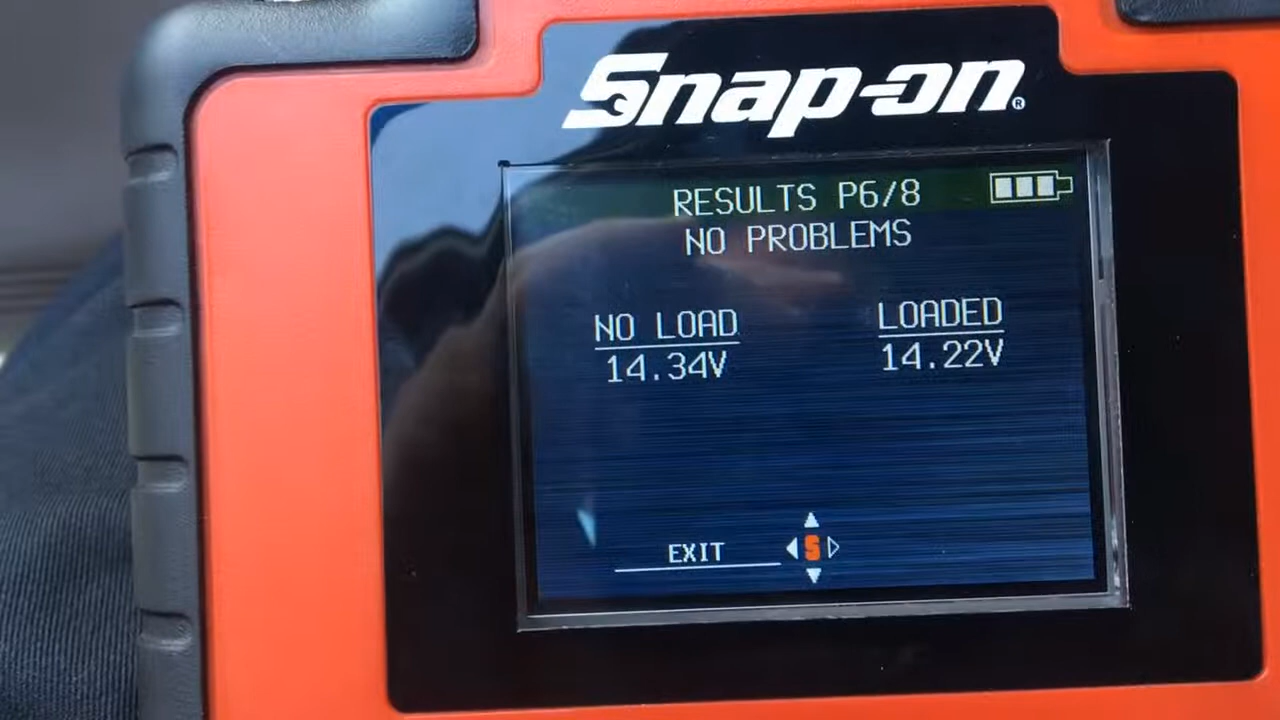 Snap-on®
RESULTS P6/8
NO PROBLEMS
NO LOAD LOADED
14.34V 14.22V
EXIT S